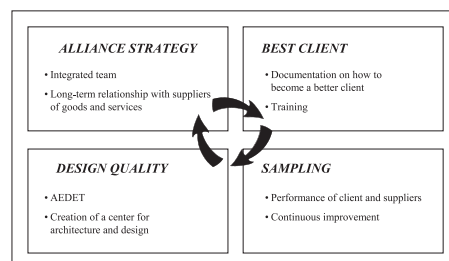 ALLIANCE STRATEGY
• Integrated team
• Long-term relationship with suppliers
of goods and services
BEST CLIENT
• Documentation on how to
become a better client
• Training
DESIGN QUALITY
• AEDET
• Creation of a center for
architecture and design
SAMPLING
• Performance of client and suppliers
• Continuous improvement